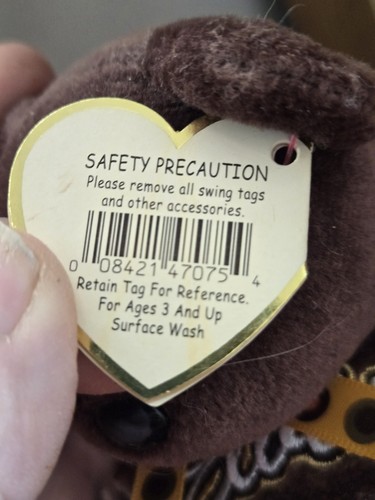 SAFETY PRECAUTION
Please remove all swing tags
and other accessories.
0 08421 47075 4
Retain Tag For Reference.
For Ages 3 And Up
Surface Wash